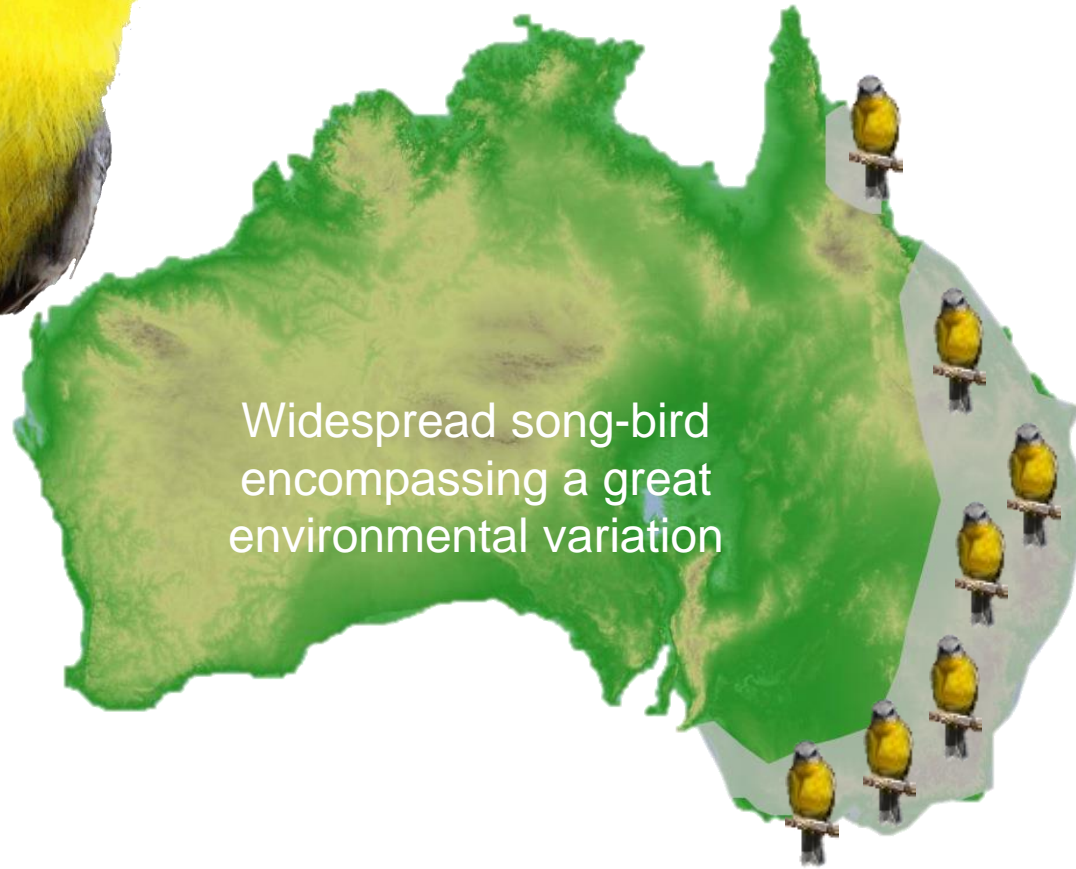 Widespread song-bird
encompassing a great
environmental variation